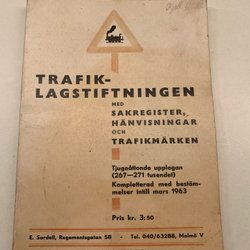 TRAFIK-
LAGSTIFTNINGEN
MED
SAKREGISTER,
HÄNVISNINGAR
OCH
TRAFIKMÄRKEN
Tjugoåttonde upplagan
(267—271 tusendet)
Kompletterad med bestäm-
melser intill mars 1963
Pris kr. 3:50
E. Sardell, Regementsgatan 58 - Tel. 040/63288, Malmö V